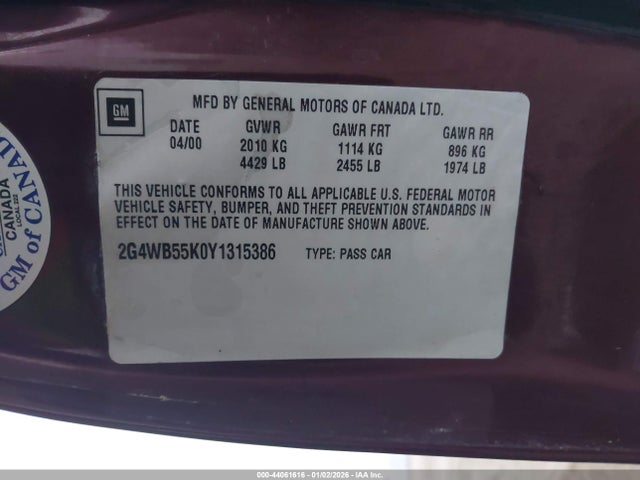 GM
MFD BY GENERAL MOTORS OF CANADA LTD.
DATE GVWR GAWR FRT GAWR RR
04/00 2010 KG 1114 KG 896 KG
4429 LB 2455 LB 1974 LB
THIS VEHICLE CONFORMS TO ALL APPLICABLE U.S. FEDERAL MOTOR
VEHICLE SAFETY, BUMPER, AND THEFT PREVENTION STANDARDS IN
EFFECT ON THE DATE OF MANUFACTURE SHOWN ABOVE.
2G4WB55K0Y1315386 TYPE: PASS CAR
CANADA
LOCAL 222
GM of CANADA
000-44061616 - 01/02/2026 - IAA Inc.